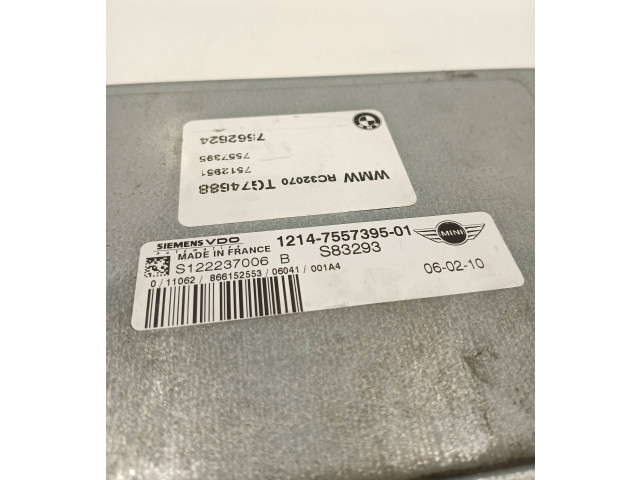 WMW RC32070 TG74688
7512951
7557395
7562624
SIEMENS VDO
AUTOMOTIVE
1214-7557395-01
MINI
MADE IN FRANCE
S122237006 B
S83293
06-02-10
0/11062/866152553/06041/001A4